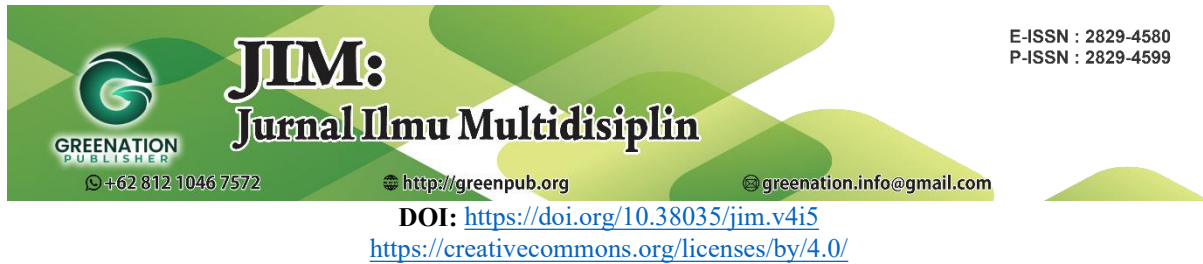 E-ISSN : 2829-4580
P-ISSN : 2829-4599
JIM:
Jurnal Ilmu Multidisiplin
GREENATION
PUBLISHER
+62 812 1046 7572
http://greenpub.org
greenation.info@gmail.com
DOI: https://doi.org/10.38035/jim.v4i5
https://creativecommons.org/licenses/by/4.0/